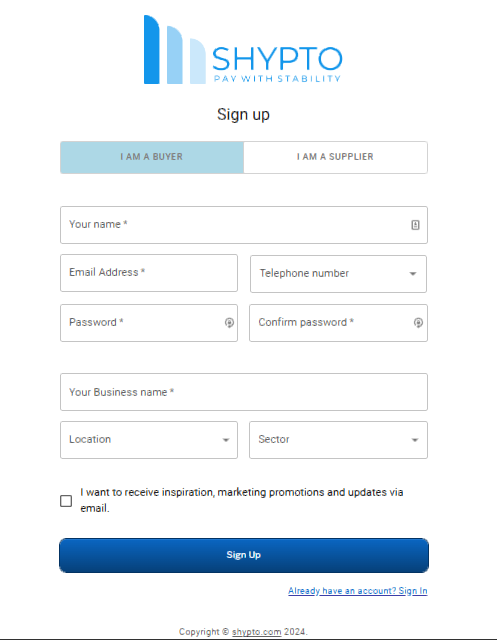 SHYPTO
PAY WITH STABILITY
Sign up
I AM A BUYER
I AM A SUPPLIER
Your name *
Email Address *
Telephone number
Password *
Confirm password *
Your Business name *
Location
Sector
I want to receive inspiration, marketing promotions and updates via
email.
Sign Up
Already have an account? Sign In
Copyright © shypto.com 2024.